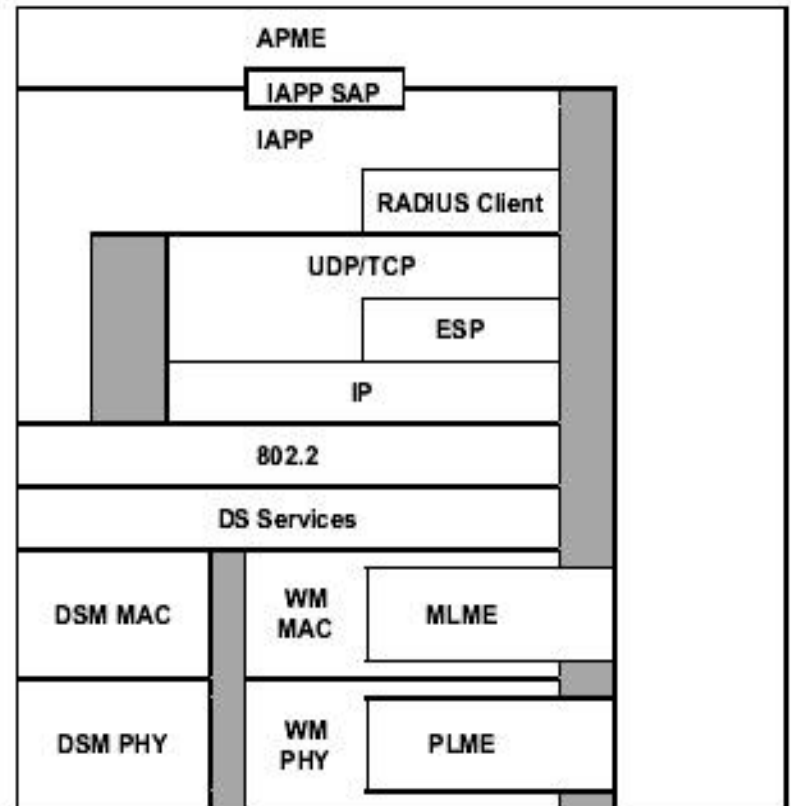 APME
IAPP SAP
IAPP
RADIUS Client
UDP/TCP
ESP
IP
802.2
DS Services
DSM MAC
WM
MAC
MLME
DSM PHY
WM
PHY
PLME